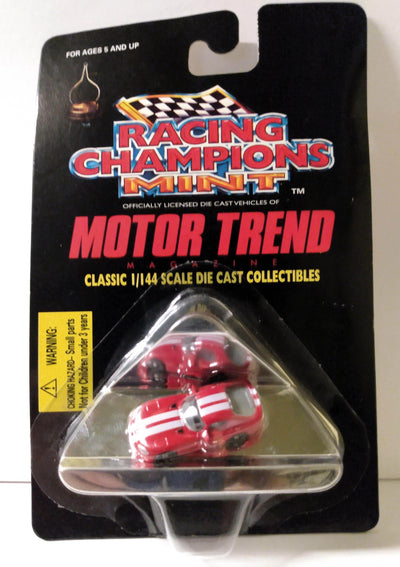 FOR AGES 5 AND UP
RACING
CHAMPIONS
MINT
TM
OFFICIALLY LICENSED DIE CAST VEHICLES OF
MOTOR TREND
MAGAZINE
CLASSIC 1/144 SCALE DIE CAST COLLECTIBLES
WARNING:
CHOKING HAZARD- Small parts
Not for Children under 3 years